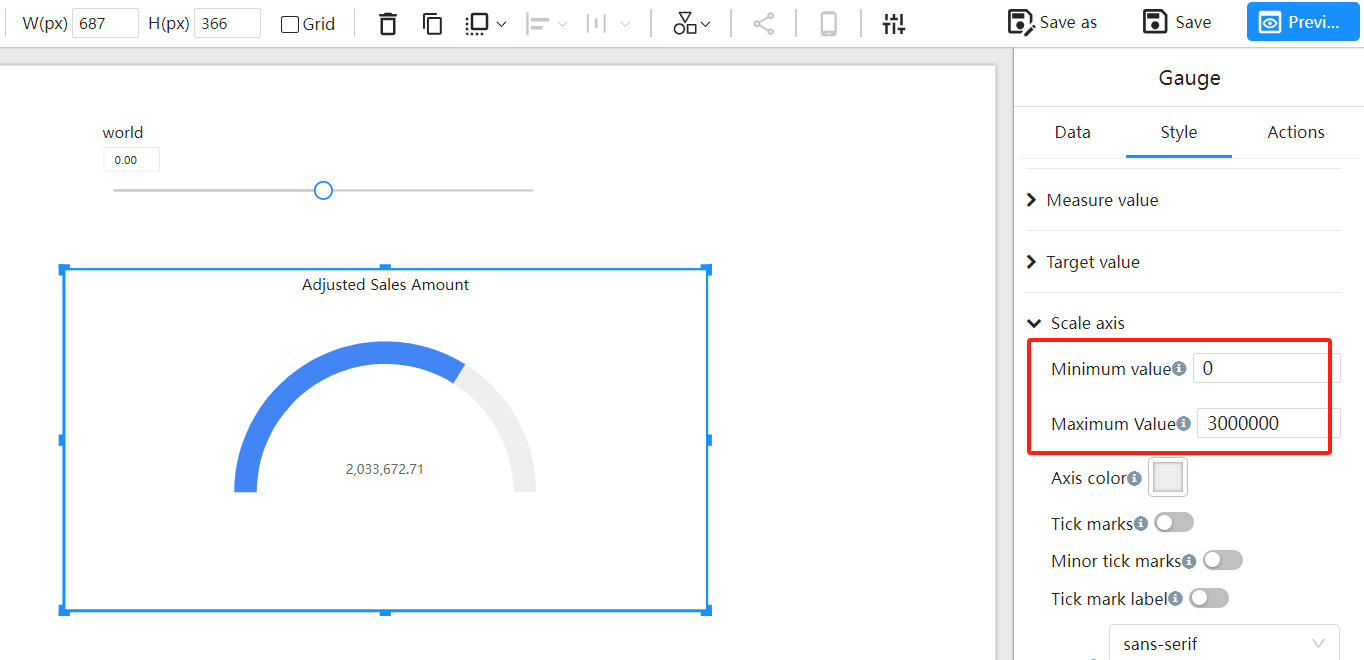 W(px) 687 H(px) 366 Grid Save as Save Previ...
world
0.00
Adjusted Sales Amount
2,033,672.71
Gauge
Data Style Actions
Measure value
Target value
Scale axis
Minimum value 0
Maximum Value 3000000
Axis color
Tick marks
Minor tick marks
Tick mark label
sans-serif